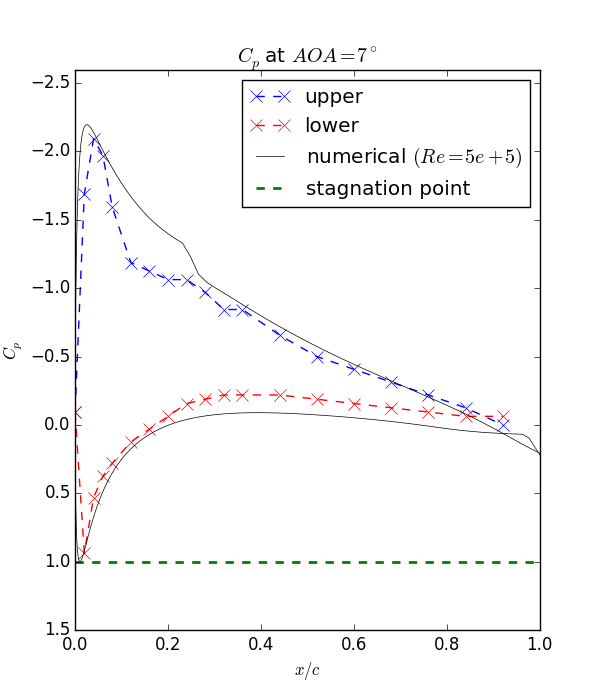 C_p at AOA=7°
−2.5
−2.0
−1.5
−1.0
−0.5
0.0
0.5
1.0
1.5
C_p
upper
lower
numerical (Re=5e+5)
stagnation point
0.0 0.2 0.4 0.6 0.8 1.0
x/c